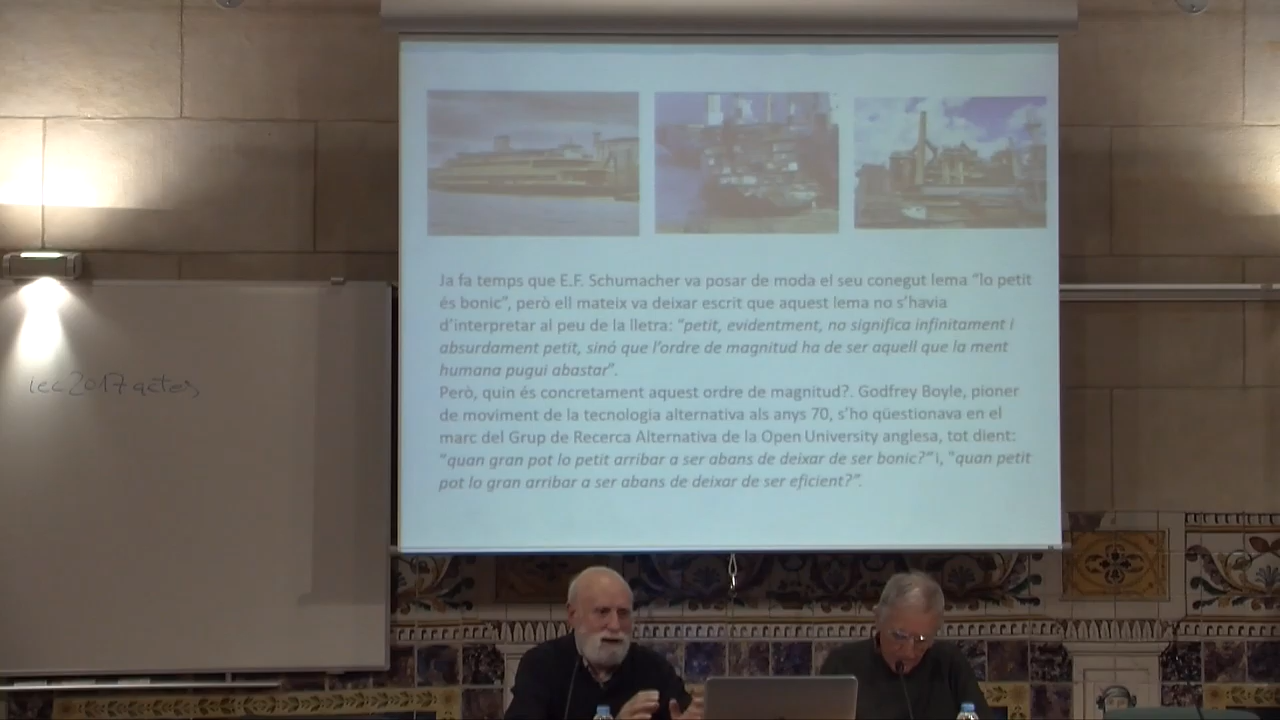 Ja fa temps que E.F. Schumacher va posar de moda el seu conegut lema “lo petit
és bonic”, però ell mateix va deixar escrit que aquest lema no s’havia
d’interpretar al peu de la lletra: “petit, evidentment, no significa infinitament i
absurdament petit, sinó que l’ordre de magnitud ha de ser aquell que la ment
humana pugui abastar”.
Però, quin és concretament aquest ordre de magnitud?. Godfrey Boyle, pioner
de moviment de la tecnologia alternativa als anys 70, s’ho qüestionava en el
marc del Grup de Recerca Alternativa de la Open University anglesa, tot dient:
“quan gran pot lo petit arribar a ser abans de deixar de ser bonic?” i, “quan petit
pot lo gran arribar a ser abans de deixar de ser eficient?”.
iec2017actes